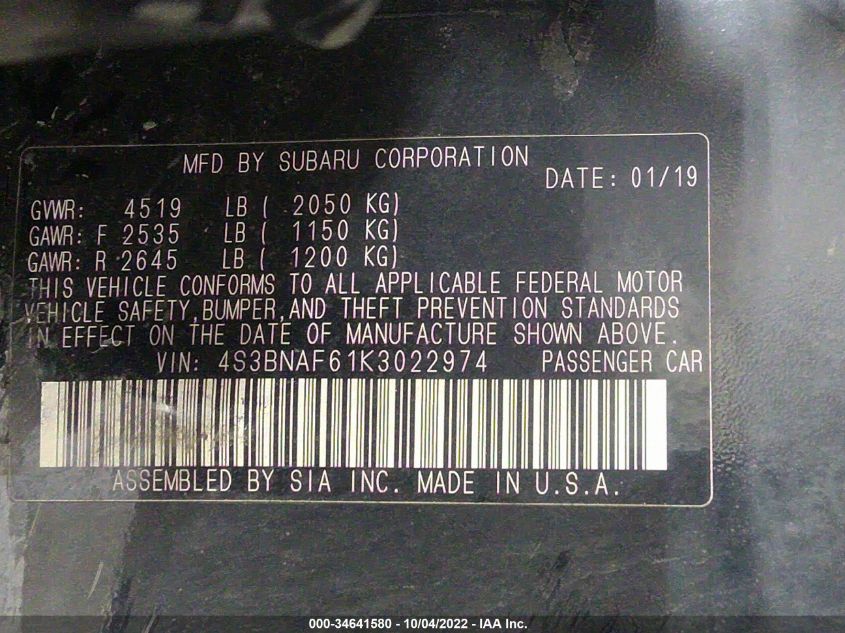 MFD BY SUBARU CORPORATION
DATE: 01/19
GVWR: 4519 LB ( 2050 KG)
GAWR: F 2535 LB ( 1150 KG)
GAWR: R 2645 LB ( 1200 KG)
THIS VEHICLE CONFORMS TO ALL APPLICABLE FEDERAL MOTOR
VEHICLE SAFETY,BUMPER,AND THEFT PREVENTION STANDARDS
IN EFFECT ON THE DATE OF MANUFACTURE SHOWN ABOVE.
VIN: 4S3BNAF61K3022974 PASSENGER CAR
ASSEMBLED BY SIA INC. MADE IN U.S.A.
000-34641580 - 10/04/2022 - IAA Inc.